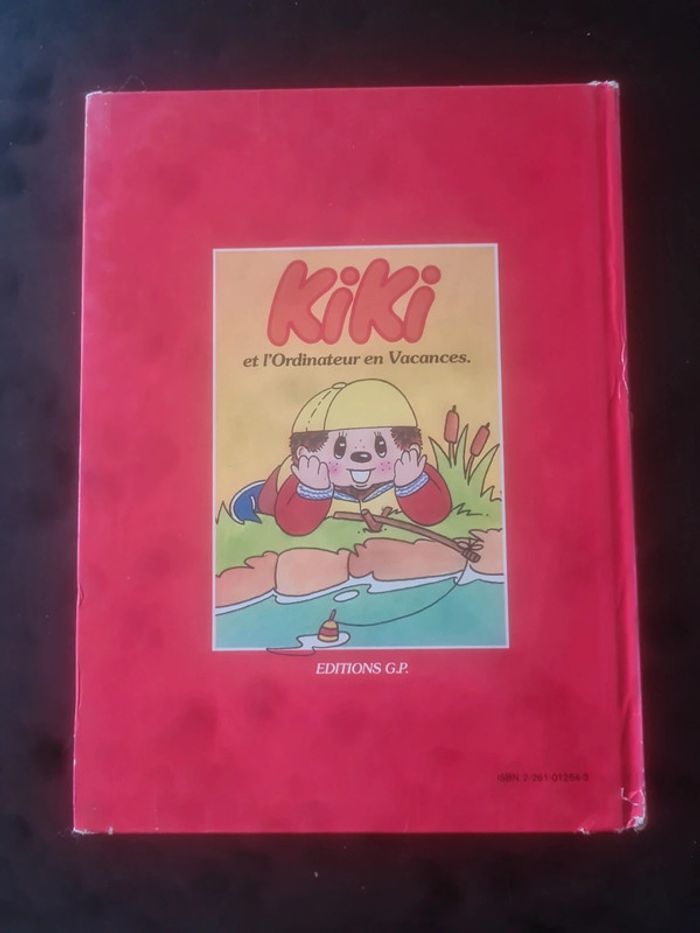 KiKi
et l'Ordinateur en Vacances.
EDITIONS G.P.
ISBN 2-261-01254-3